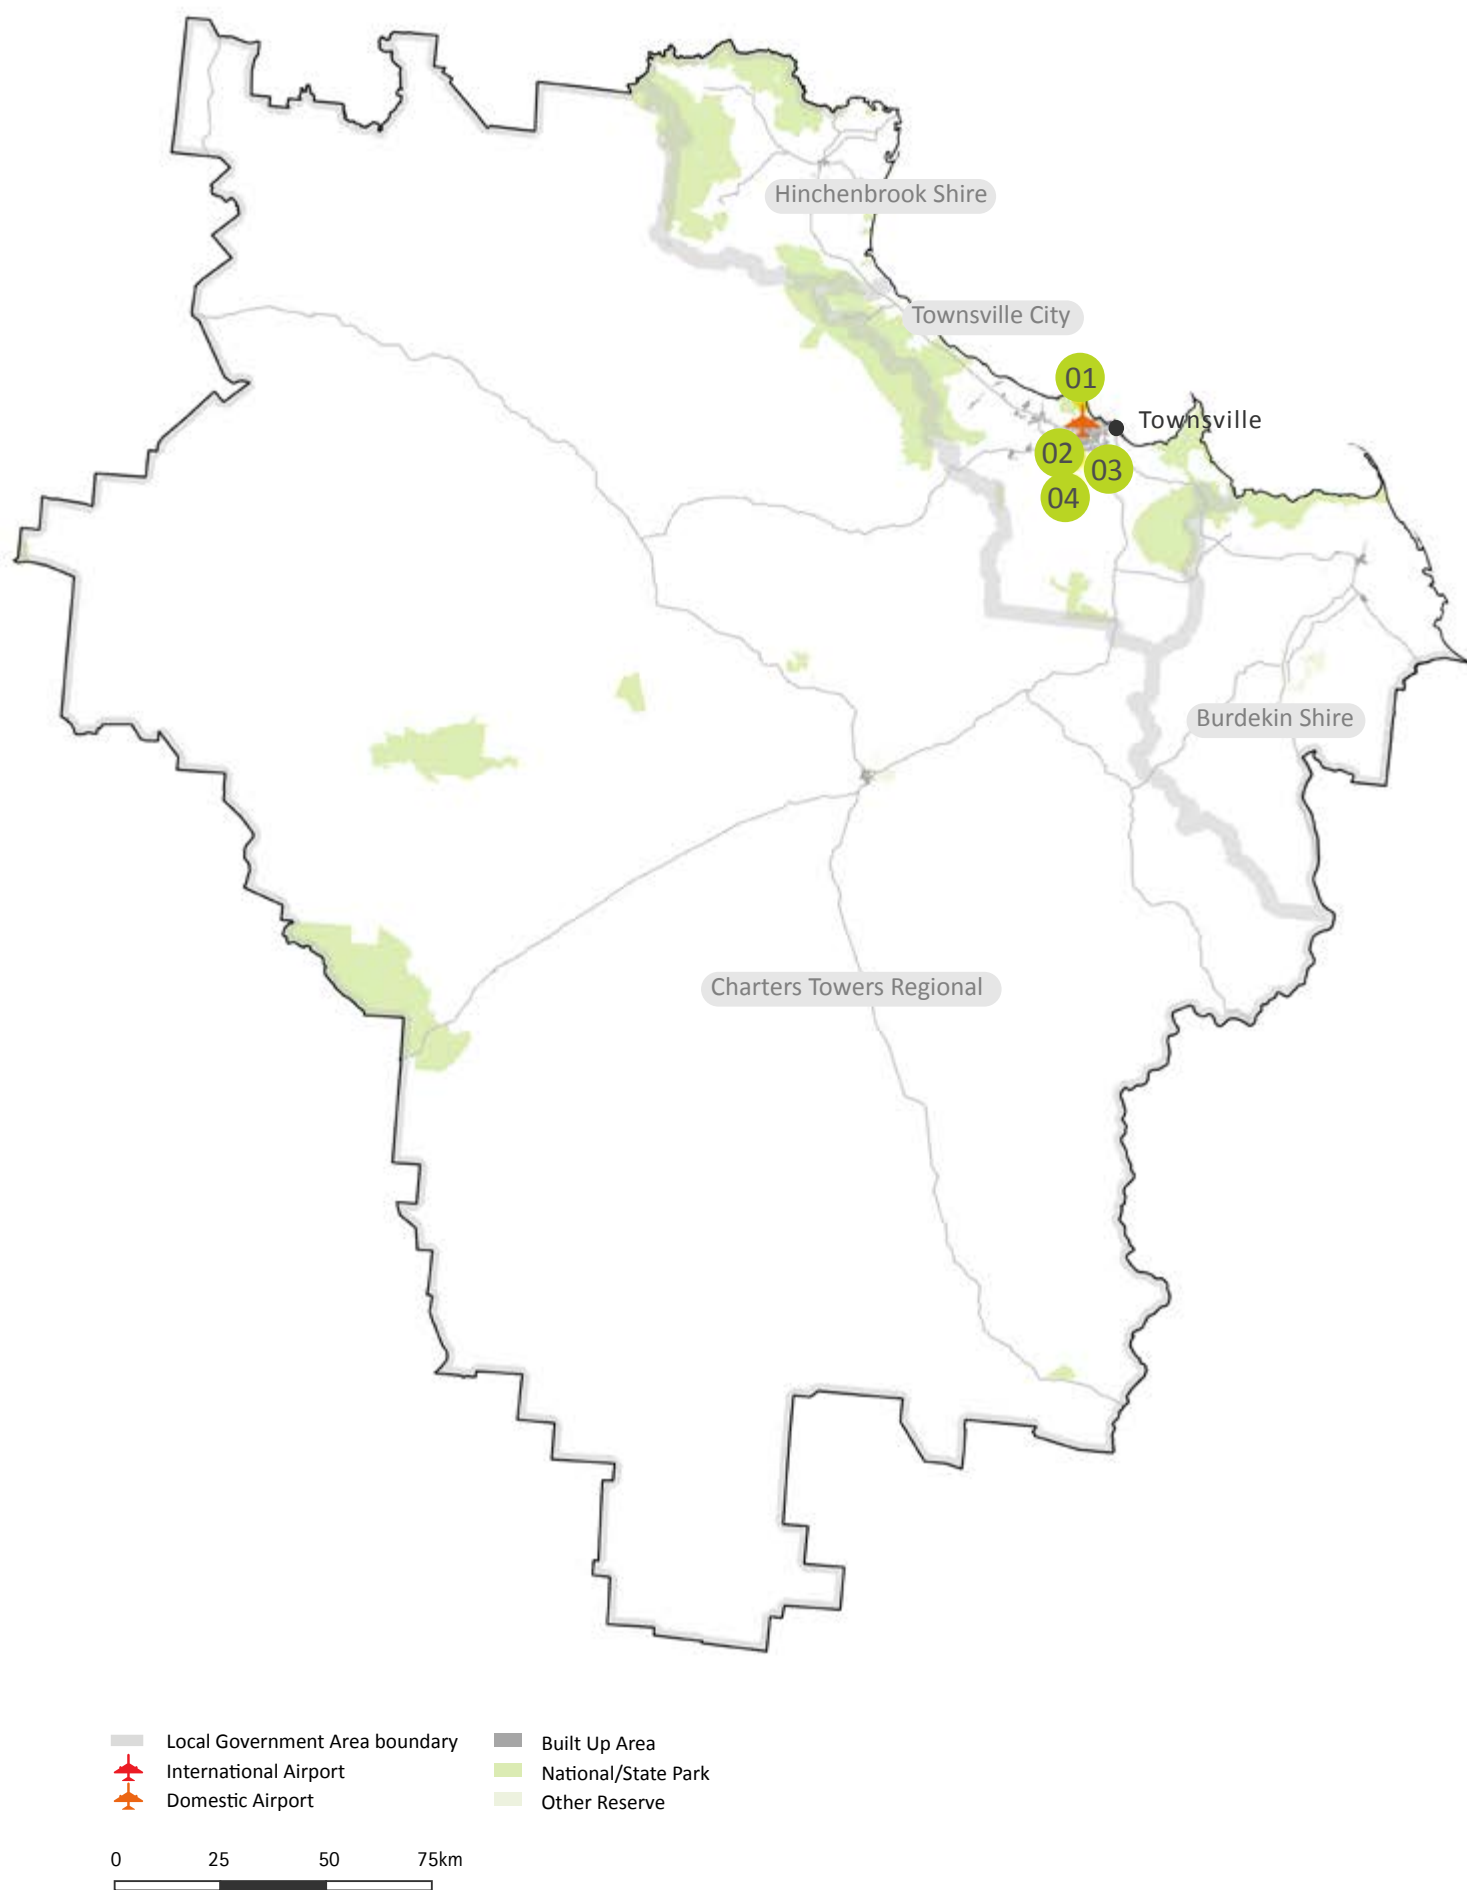 Hinchenbrook Shire
Townsville City
01
Townsville
02
03
04
Burdekin Shire
Charters Towers Regional
Local Government Area boundary
International Airport
Domestic Airport
Built Up Area
National/State Park
Other Reserve
0 25 50 75km